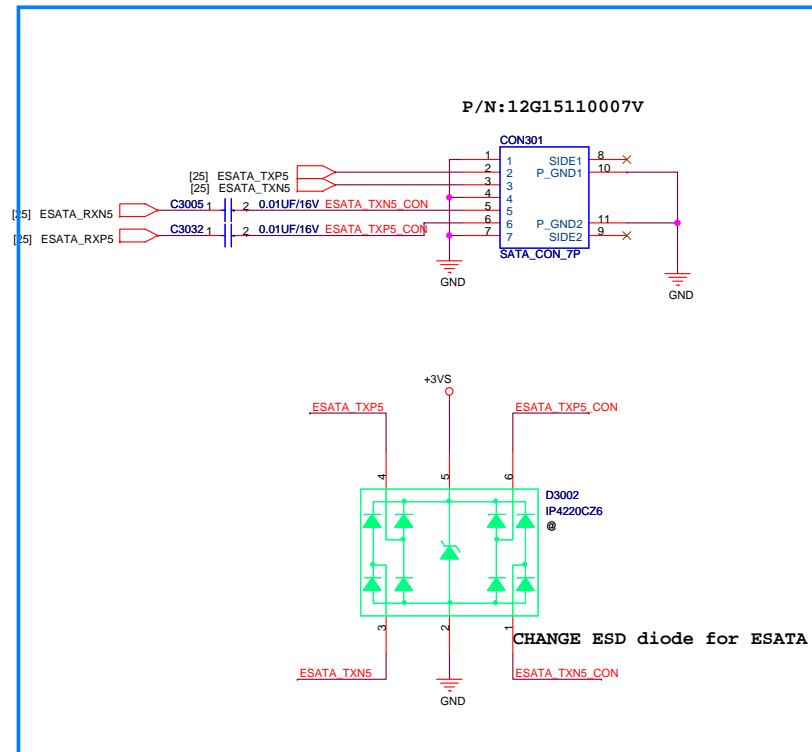 P/N:12G15110007V
CON301
1 1 SIDE1 8
[25] ESATA_TXP5 2 2 P_GND1 10
[25] ESATA_TXN5 3 3
4 4
[25] ESATA_RXN5 C3005 1 2 0.01UF/16V ESATA_TXN5_CON 5 5
6 6 P_GND2 11
[25] ESATA_RXP5 C3032 1 2 0.01UF/16V ESATA_TXP5_CON 7 7 SIDE2 9
SATA_CON_7P
GND
GND
+3VS
ESATA_TXP5 ESATA_TXP5_CON
4 5 6
D3002
IP4220CZ6
@
3 2 1
CHANGE ESD diode for ESATA
ESATA_TXN5 ESATA_TXN5_CON
GND